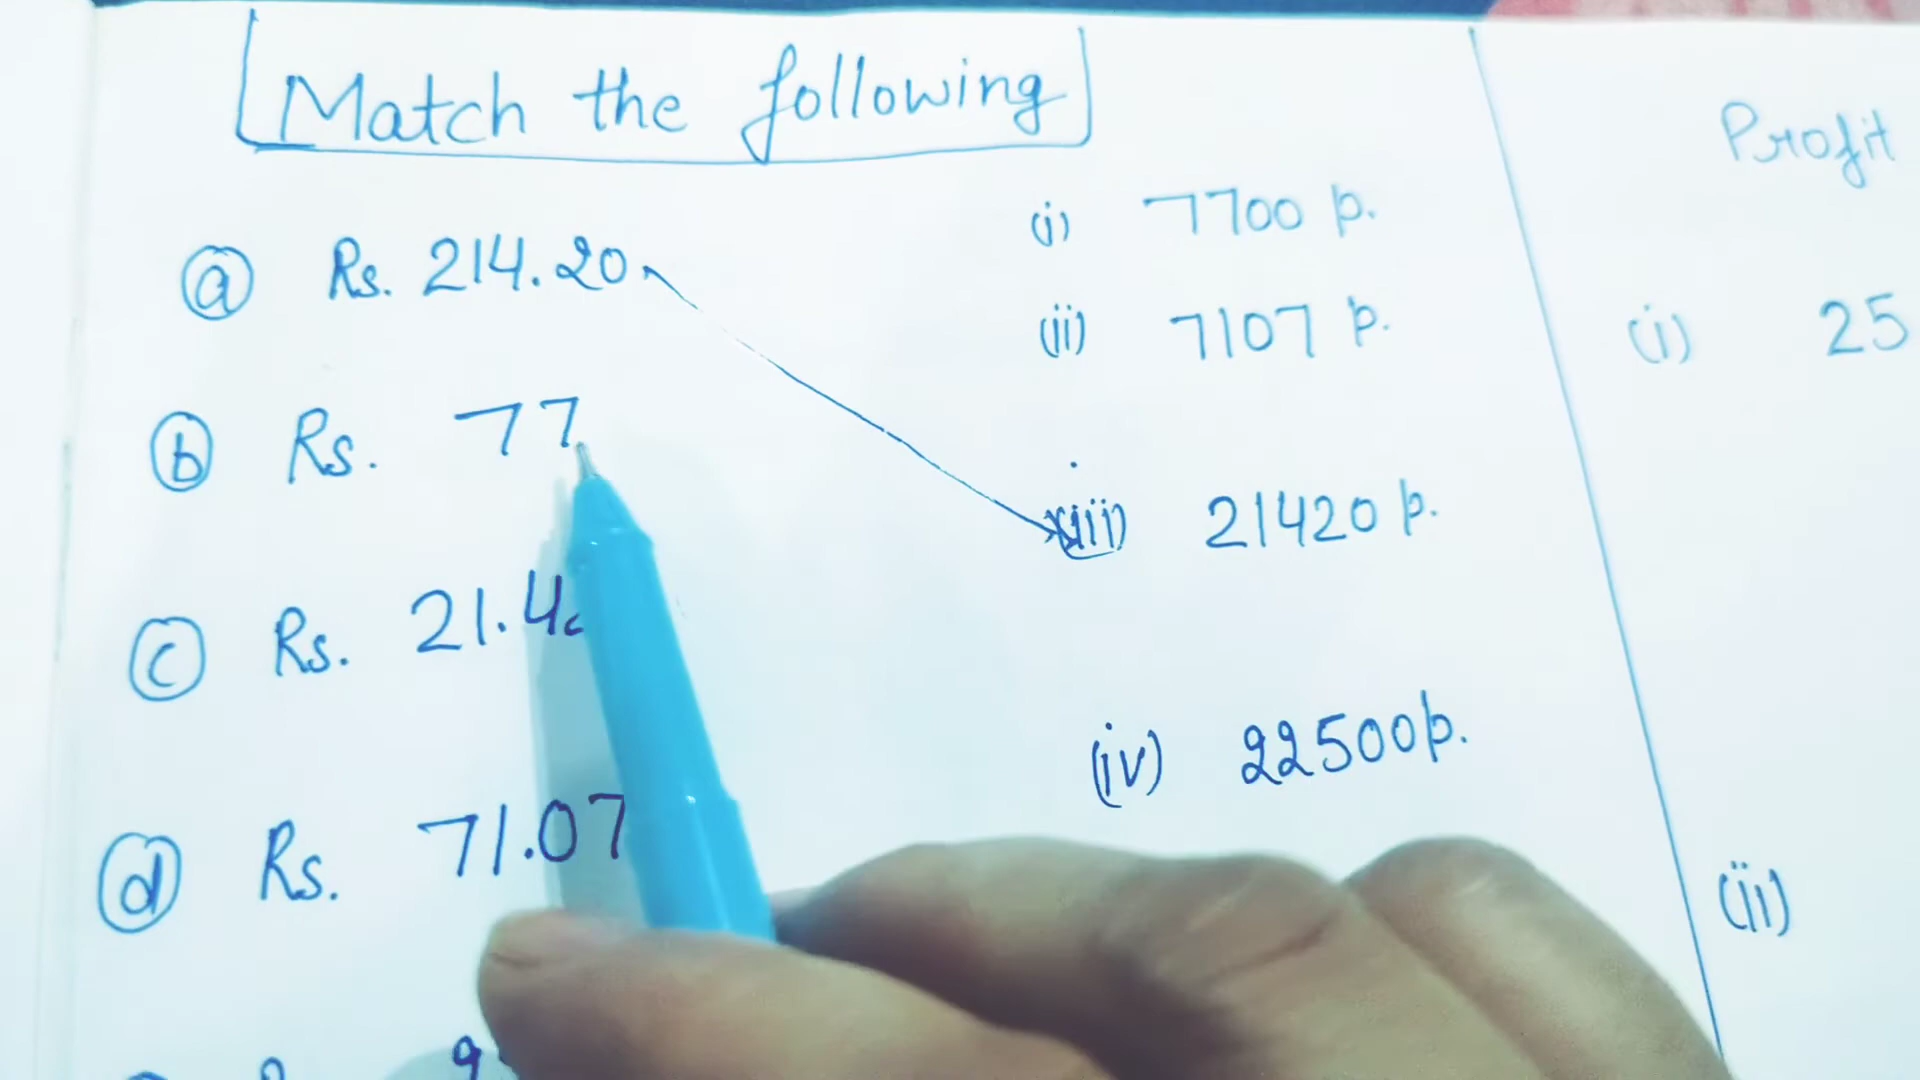 Match the following
(a) Rs. 214.20
(b) Rs. 77
(c) Rs. 21.4
(d) Rs. 71.07
(i) 7700 p.
(ii) 7107 p.
(iii) 21420 p.
(iv) 22500 p.
Profit
(i) 25
(ii)